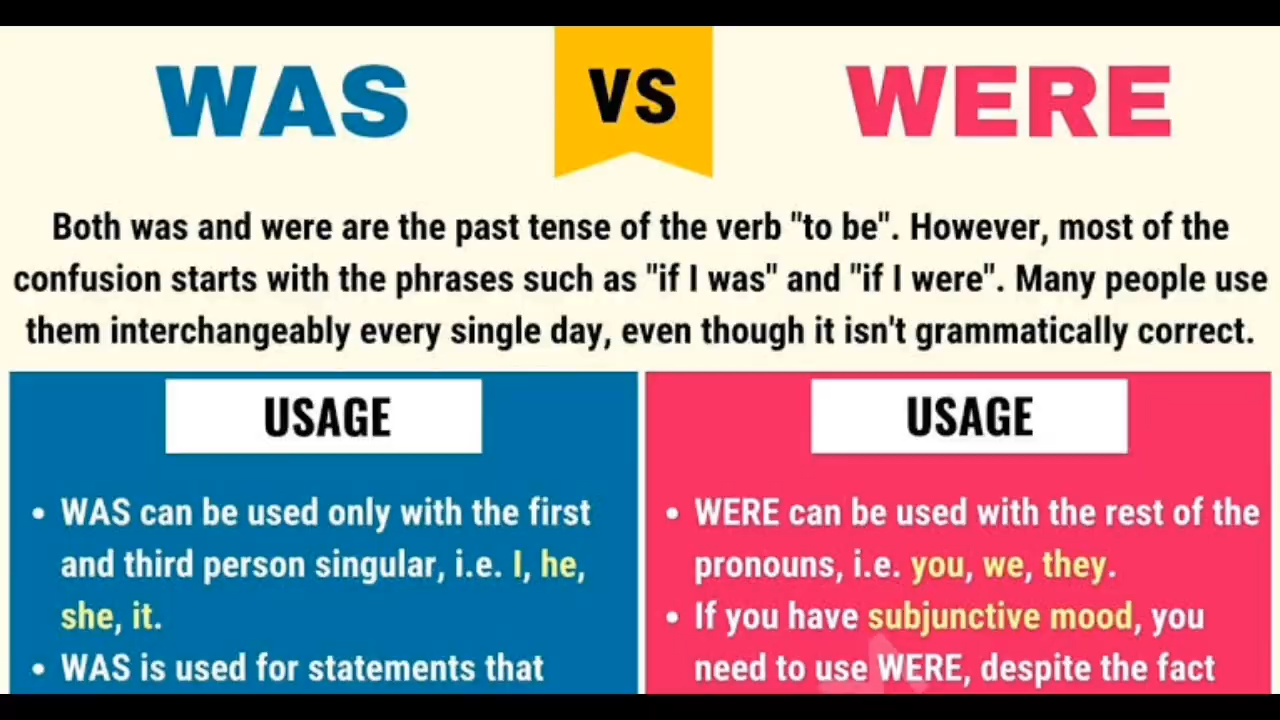 WAS
VS
WERE
Both was and were are the past tense of the verb "to be". However, most of the
confusion starts with the phrases such as "if I was" and "if I were". Many people use
them interchangeably every single day, even though it isn't grammatically correct.
USAGE
• WAS can be used only with the first
and third person singular, i.e. I, he,
she, it.
• WAS is used for statements that
USAGE
• WERE can be used with the rest of the
pronouns, i.e. you, we, they.
• If you have subjunctive mood, you
need to use WERE, despite the fact